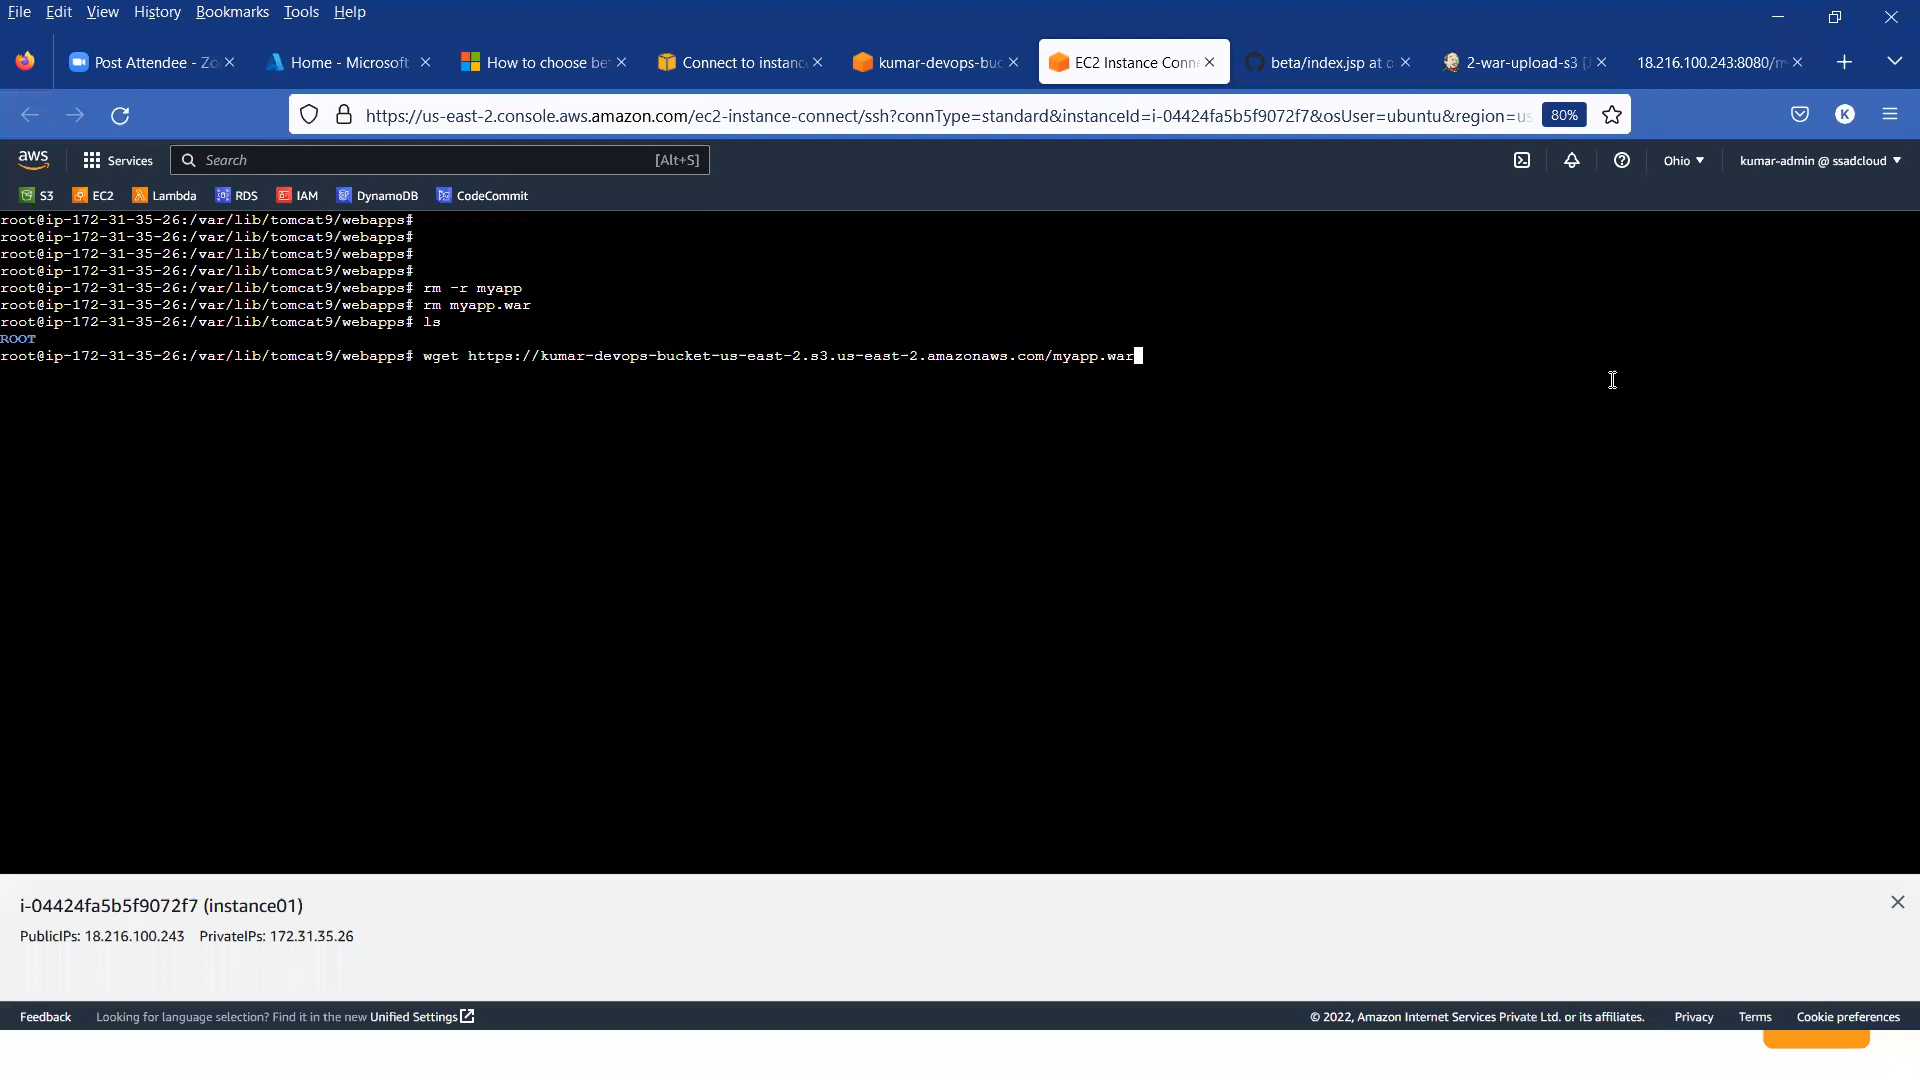 File Edit View History Bookmarks Tools Help
Post Attendee - Zo
Home - Microsoft
How to choose be
Connect to instanc
kumar-devops-buc
EC2 Instance Conn
beta/index.jsp at
2-war-upload-s3 [J
18.216.100.243:8080/m
https://us-east-2.console.aws.amazon.com/ec2-instance-connect/ssh?connType=standard&instanceId=i-04424fa5b5f9072f7&osUser=ubuntu&region=us
80%
K
aws
Services
Search
[Alt+S]
Ohio
kumar-admin @ ssadcloud
S3 EC2 Lambda RDS IAM DynamoDB CodeCommit
root@ip-172-31-35-26:/var/lib/tomcat9/webapps#
root@ip-172-31-35-26:/var/lib/tomcat9/webapps#
root@ip-172-31-35-26:/var/lib/tomcat9/webapps#
root@ip-172-31-35-26:/var/lib/tomcat9/webapps#
root@ip-172-31-35-26:/var/lib/tomcat9/webapps# rm -r myapp
root@ip-172-31-35-26:/var/lib/tomcat9/webapps# rm myapp.war
root@ip-172-31-35-26:/var/lib/tomcat9/webapps# ls
ROOT
root@ip-172-31-35-26:/var/lib/tomcat9/webapps# wget https://kumar-devops-bucket-us-east-2.s3.us-east-2.amazonaws.com/myapp.war
i-04424fa5b5f9072f7 (instance01)
PublicIPs: 18.216.100.243 PrivateIPs: 172.31.35.26
Feedback Looking for language selection? Find it in the new Unified Settings
© 2022, Amazon Internet Services Private Ltd. or its affiliates. Privacy Terms Cookie preferences